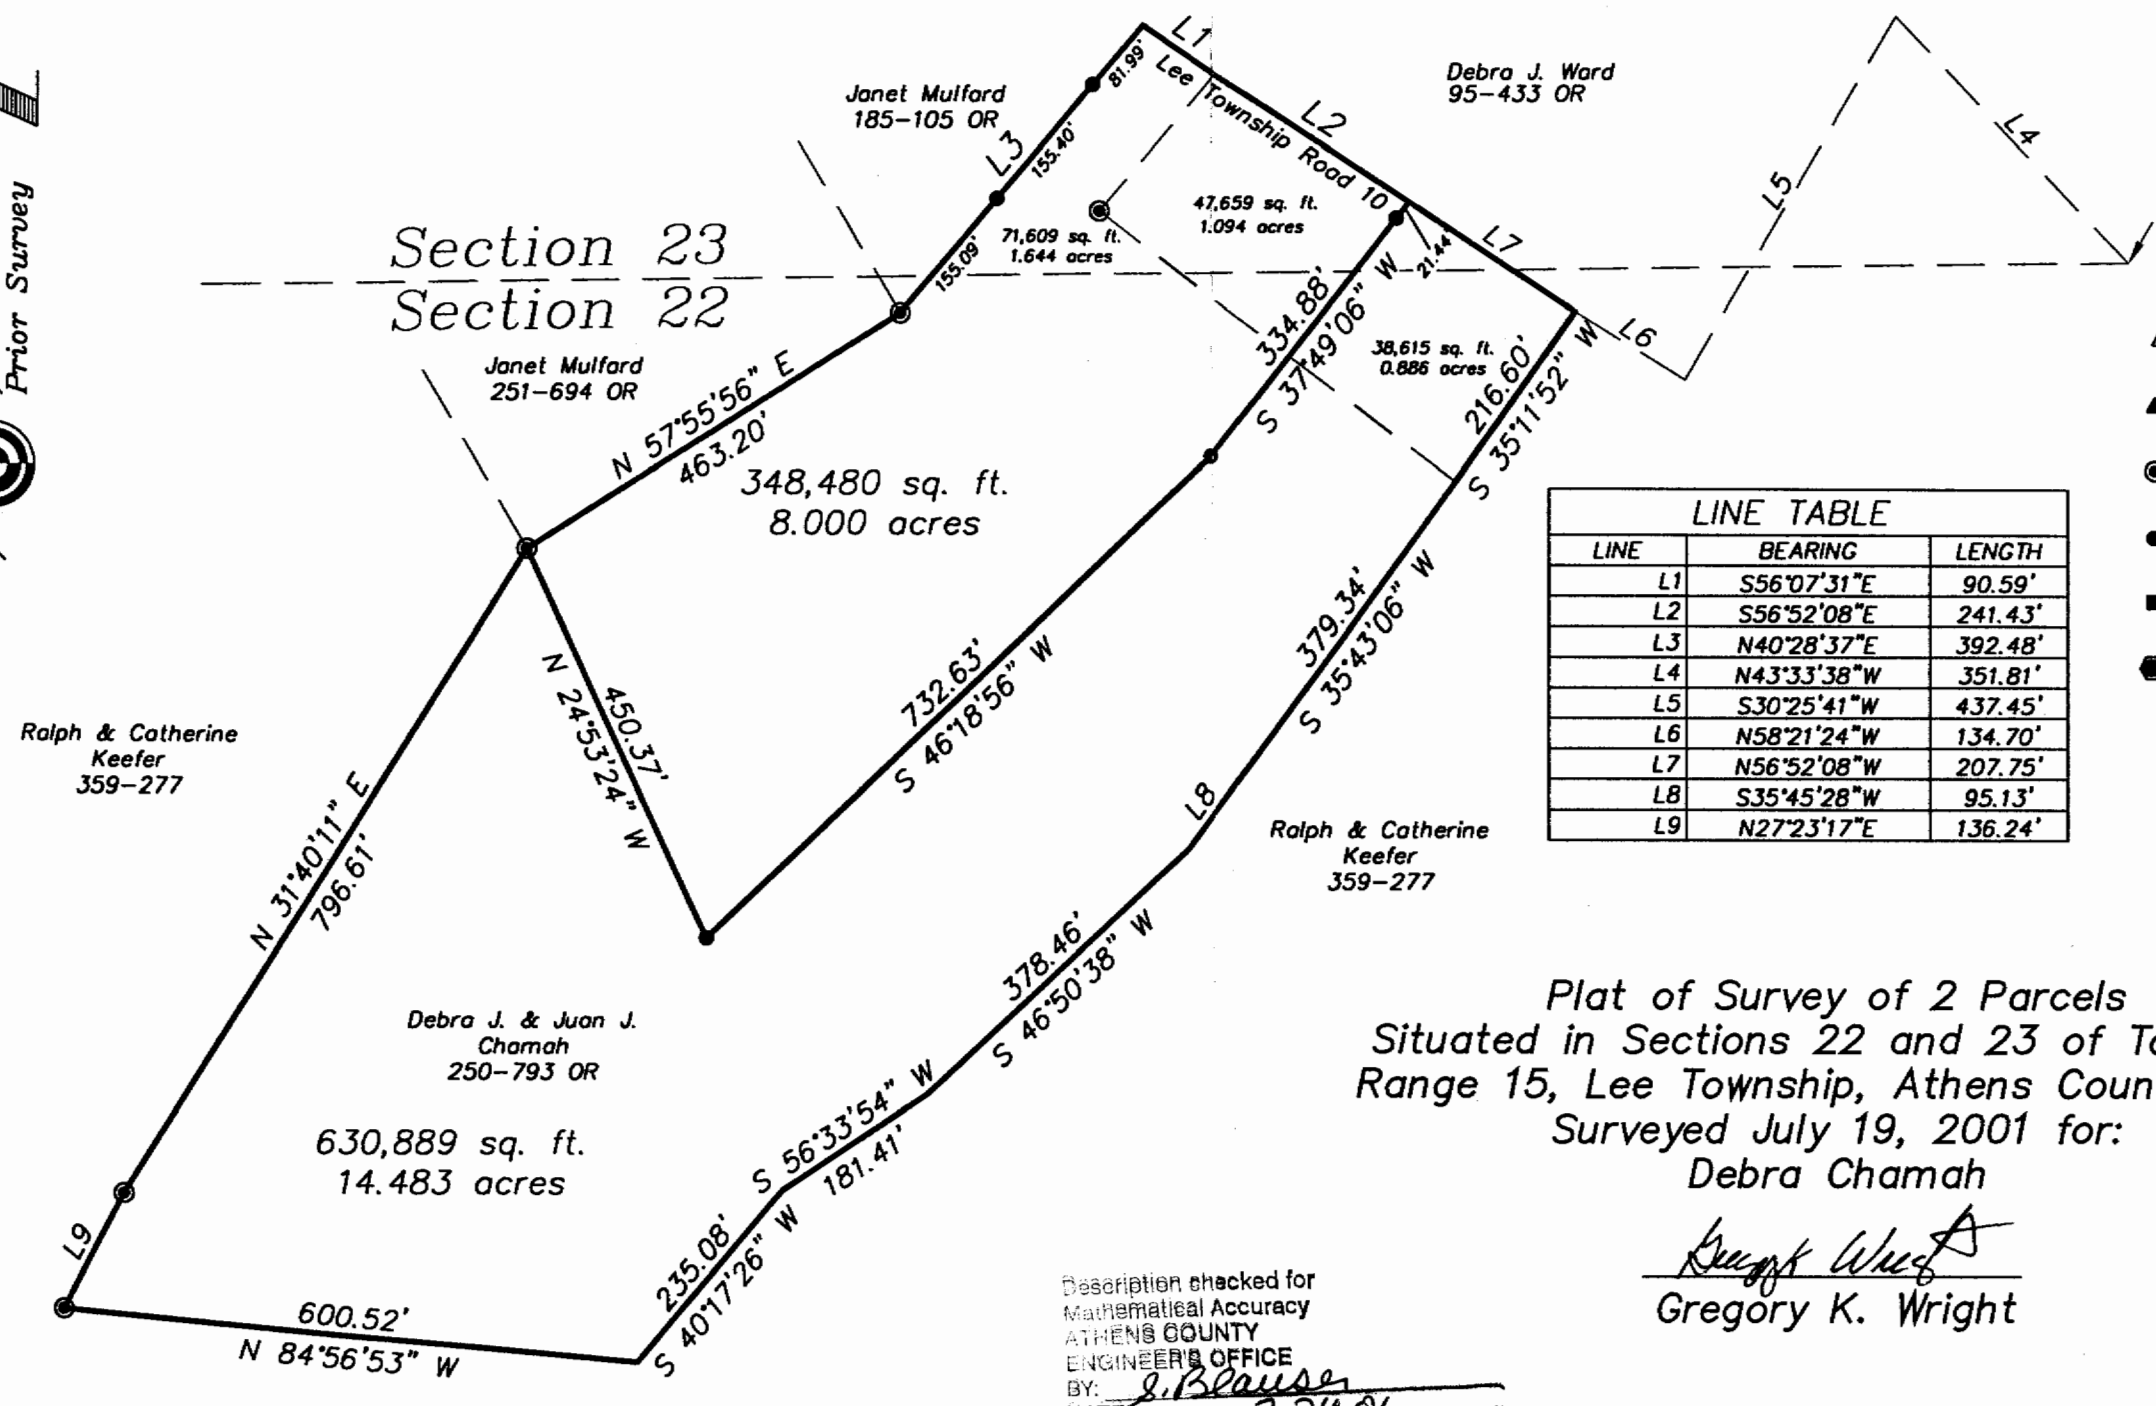 Prior Survey
Section 23
Section 22
Janet Mulford
185-105 OR
Janet Mulford
251-694 OR
Debra J. Ward
95-433 OR
L1
Lee Township Road 10
L2
L3
81.99'
155.40'
155.09'
L4
L5
L6
L7
21.44'
47,659 sq. ft.
1.094 acres
71,609 sq. ft.
1.644 acres
38,615 sq. ft.
0.886 acres
334.88'
S 37°49'06" W
216.60'
S 35°11'52" W
N 57°55'56" E
463.20'
348,480 sq. ft.
8.000 acres
732.63'
S 46°18'56" W
450.37'
N 24°53'24" W
379.34'
S 35°43'06" W
L8
Ralph & Catherine
Keefer
359-277
N 31°40'11" E
796.61'
Ralph & Catherine
Keefer
359-277
378.46'
S 46°50'38" W
Debra J. & Juan J.
Chamah
250-793 OR
630,889 sq. ft.
14.483 acres
S 56°33'54" W
181.41'
235.08'
S 40°17'26" W
L9
600.52'
N 84°56'53" W
LINE TABLE
LINE BEARING LENGTH
L1 S56°07'31"E 90.59'
L2 S56°52'08"E 241.43'
L3 N40°28'37"E 392.48'
L4 N43°33'38"W 351.81'
L5 S30°25'41"W 437.45'
L6 N58°21'24"W 134.70'
L7 N56°52'08"W 207.75'
L8 S35°45'28"W 95.13'
L9 N27°23'17"E 136.24'
Plat of Survey of 2 Parcels
Situated in Sections 22 and 23 of To
Range 15, Lee Township, Athens Coun
Surveyed July 19, 2001 for:
Debra Chamah
Gregory K. Wright
Description checked for
Mathematical Accuracy
ATHENS COUNTY
ENGINEER'S OFFICE
BY: S. Blauser